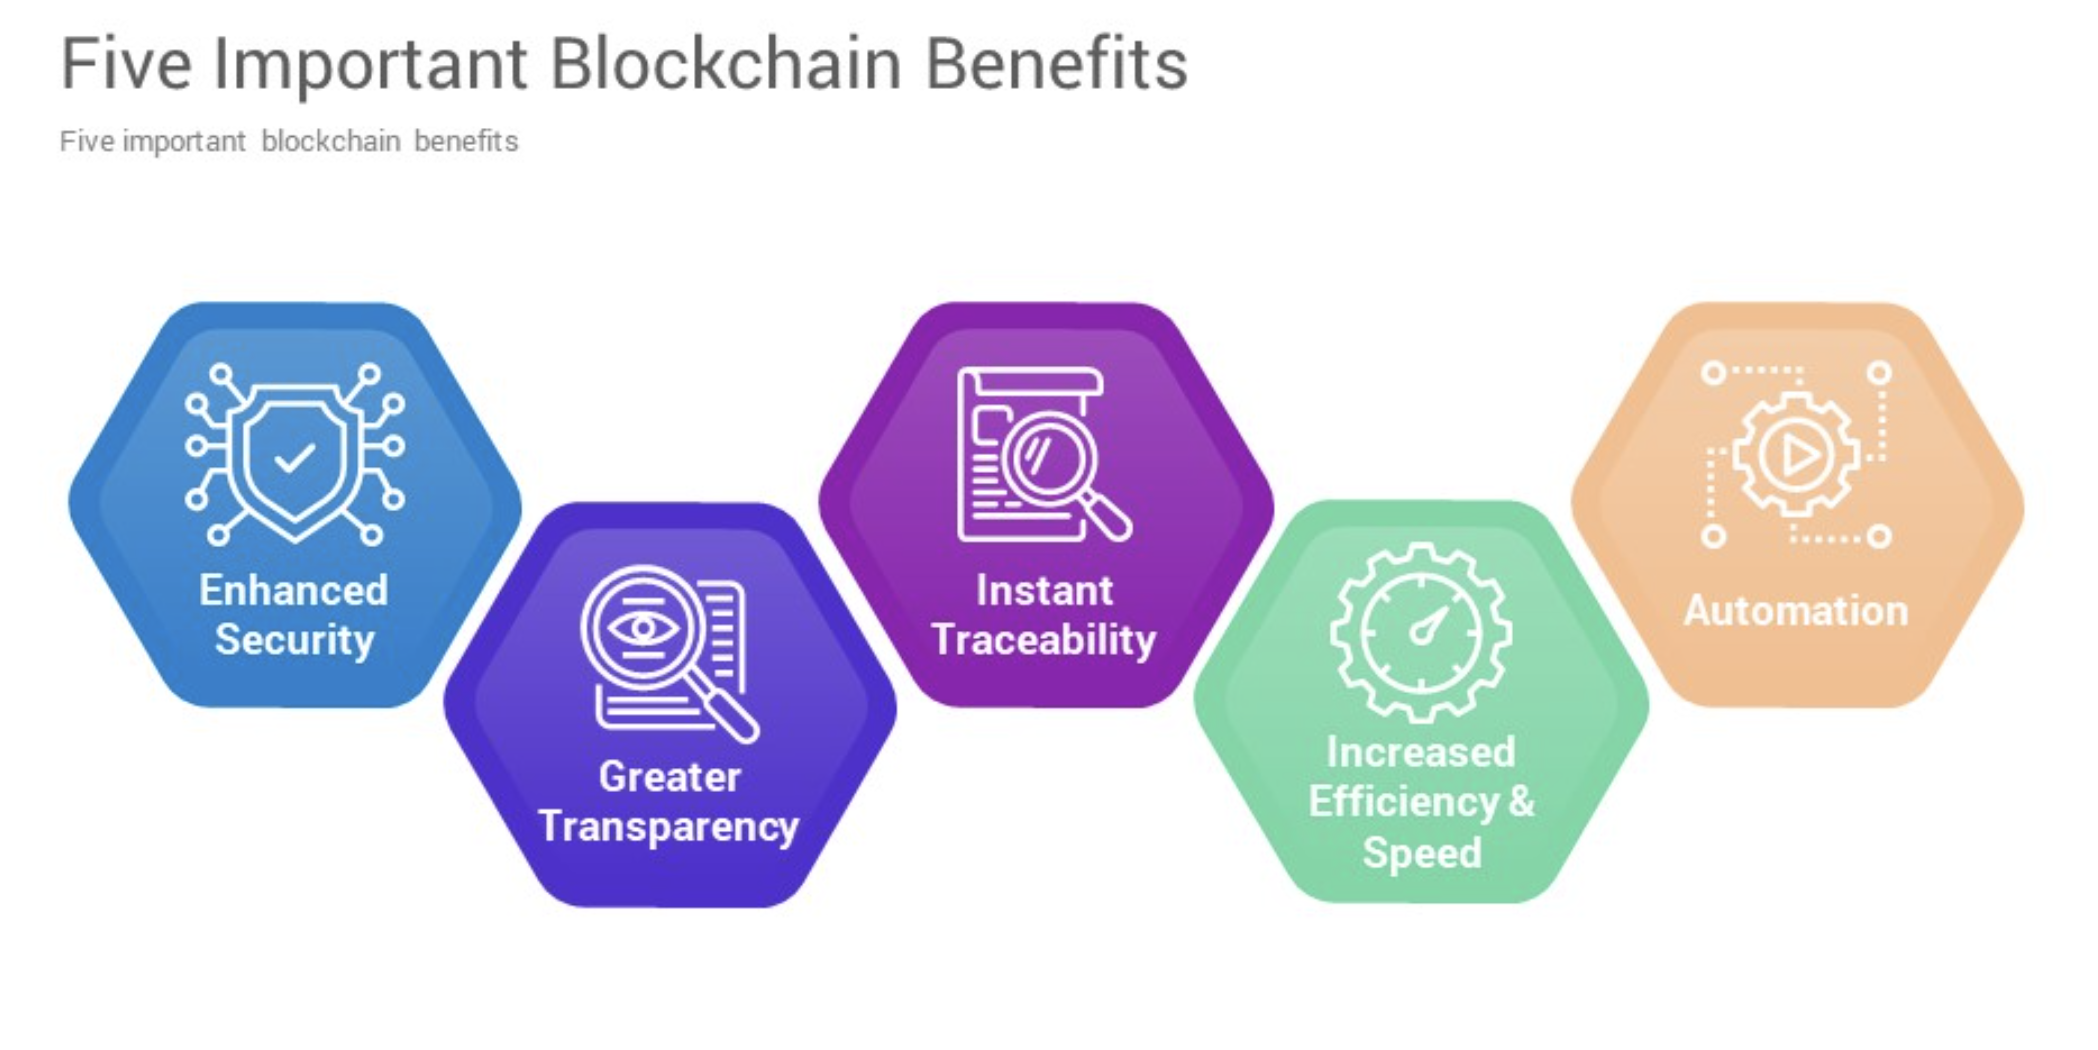 Five Important Blockchain Benefits
Five important blockchain benefits
Enhanced
Security
Greater
Transparency
Instant
Traceability
Increased
Efficiency &
Speed
Automation